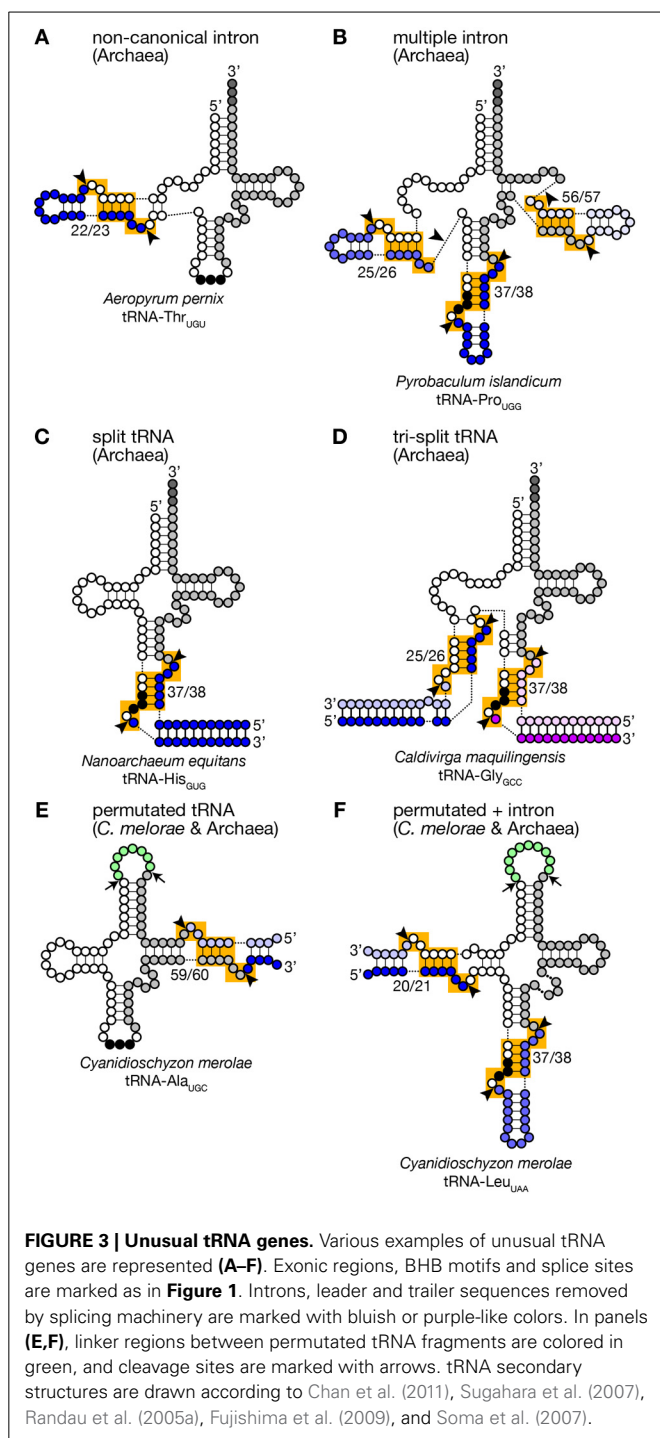 A non-canonical intron
(Archaea)
3’
5’
22/23
Aeropyrum pernix
tRNA-ThrUGU
B multiple intron
(Archaea)
3’
5’
56/57
25/26
37/38
Pyrobaculum islandicum
tRNA-ProUGG
C split tRNA
(Archaea)
3’
5’
37/38
5’
3’
Nanoarchaeum equitans
tRNA-HisGUG
D tri-split tRNA
(Archaea)
3’
5’
25/26
37/38
3’
5’
5’
3’
Caldivirga maquilingensis
tRNA-GlyGCC
E permutated tRNA
(C. melorae & Archaea)
5’
3’
59/60
Cyanidioschyzon merolae
tRNA-AlaUGC
F permutated + intron
(C. melorae & Archaea)
3’
5’
20/21
37/38
Cyanidioschyzon merolae
tRNA-LeuUAA
FIGURE 3 | Unusual tRNA genes. Various examples of unusual tRNA
genes are represented (A–F). Exonic regions, BHB motifs and splice sites
are marked as in Figure 1. Introns, leader and trailer sequences removed
by splicing machinery are marked with bluish or purple-like colors. In panels
(E,F), linker regions between permutated tRNA fragments are colored in
green, and cleavage sites are marked with arrows. tRNA secondary
structures are drawn according to Chan et al. (2011), Sugahara et al. (2007),
Randau et al. (2005a), Fujishima et al. (2009), and Soma et al. (2007).